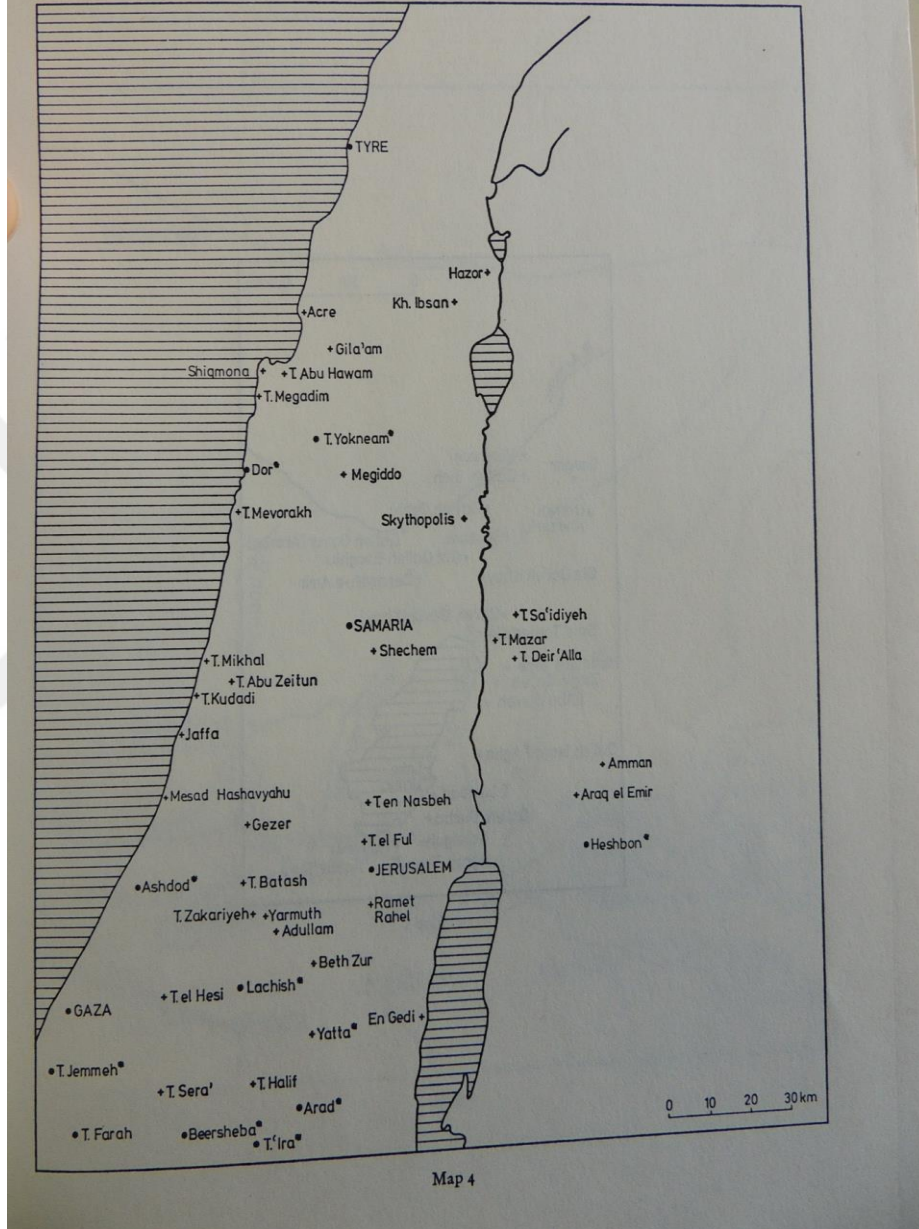 TYRE
Hazor
Kh. Ibsan
Acre
Gila'am
Shiqmona
T. Abu Hawam
T. Megadim
T. Yokneam*
Dor*
Megiddo
T. Mevorakh
Skythopolis
T. Sa'idiyeh
SAMARIA
T. Mazar
Shechem
T. Deir 'Alla
T. Mikhal
T. Abu Zeitun
T. Kudadi
Jaffa
Amman
Mesad Hashavyahu
T. en Nasbeh
Araq el Emir
Gezer
T. el Ful
Heshbon*
JERUSALEM
Ashdod*
T. Batash
T. Zakariyeh
Yarmuth
Ramet
Rahel
Adullam
Beth Zur
T. el Hesi
Lachish*
GAZA
En Gedi
Yatta*
T. Jemmeh*
T. Sera'
T. Halif
Arad*
T. Farah
Beersheba*
T. 'Ira*
0 10 20 30 km
Map 4